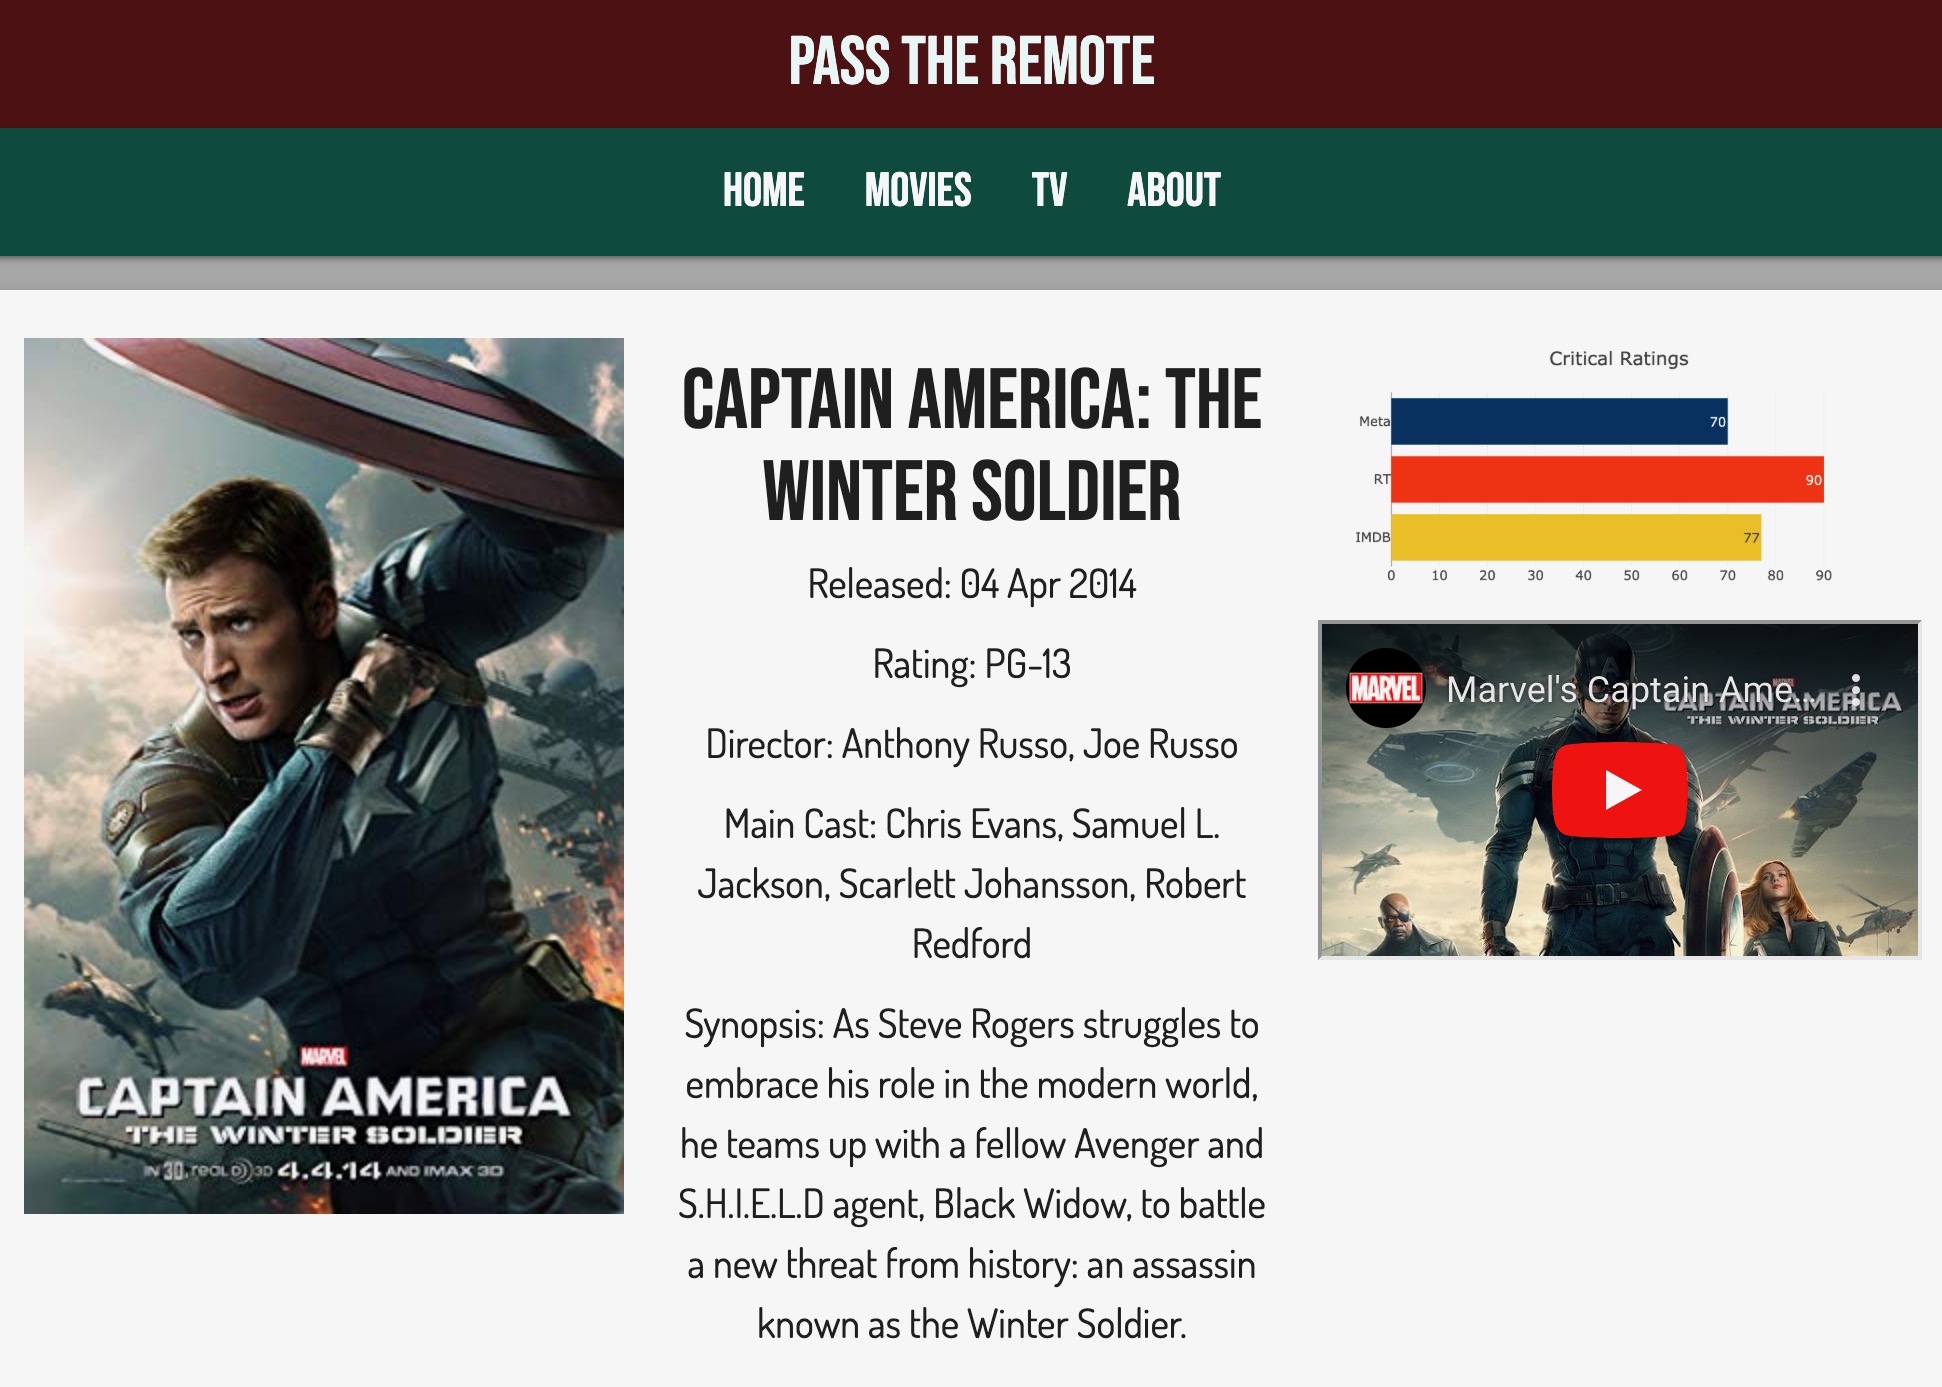 PASS THE REMOTE
HOME MOVIES TV ABOUT
MARVEL
CAPTAIN AMERICA
THE WINTER SOLDIER
IN 3D, REAL D 3D 4.4.14 AND IMAX 3D
CAPTAIN AMERICA: THE
WINTER SOLDIER
Released: 04 Apr 2014
Rating: PG-13
Director: Anthony Russo, Joe Russo
Main Cast: Chris Evans, Samuel L.
Jackson, Scarlett Johansson, Robert
Redford
Synopsis: As Steve Rogers struggles to
embrace his role in the modern world,
he teams up with a fellow Avenger and
S.H.I.E.L.D agent, Black Widow, to battle
a new threat from history: an assassin
known as the Winter Soldier.
Critical Ratings
Meta 70
RT 90
IMDB 77
0 10 20 30 40 50 60 70 80 90
MARVEL
Marvel's Captain Ame...
MARVEL
CAPTAIN AMERICA
THE WINTER SOLDIER